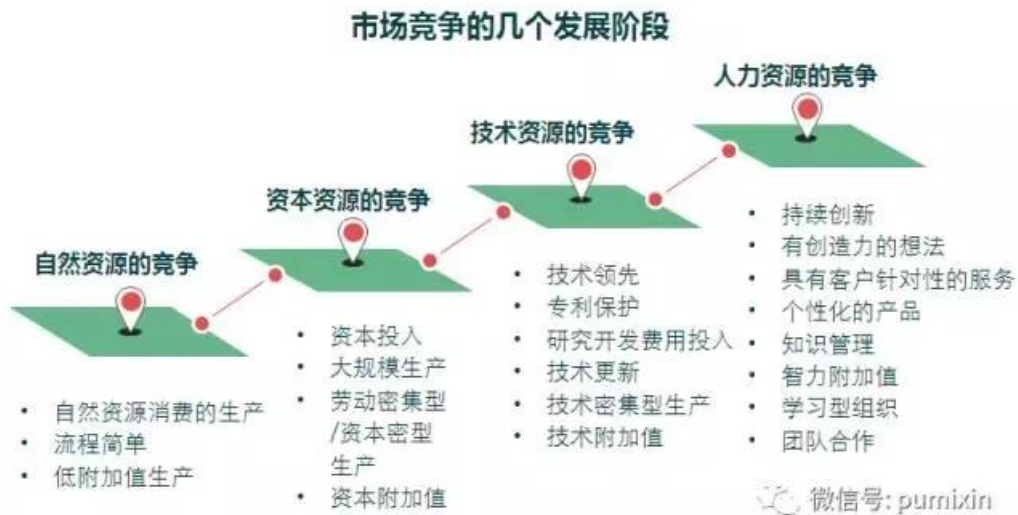 市场竞争的几个发展阶段
自然资源的竞争
• 自然资源消费的生产
• 流程简单
• 低附加值生产
资本资源的竞争
• 资本投入
• 大规模生产
• 劳动密集型
/资本密型
生产
• 资本附加值
技术资源的竞争
• 技术领先
• 专利保护
• 研究开发费用投入
• 技术更新
• 技术密集型生产
• 技术附加值
人力资源的竞争
• 持续创新
• 有创造力的想法
• 具有客户针对性的服务
• 个性化的产品
• 知识管理
• 智力附加值
• 学习型组织
• 团队合作
微信号: pumixin